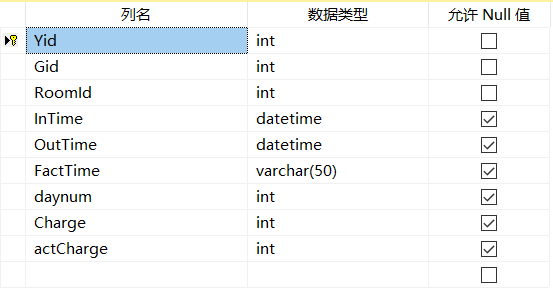 列名 数据类型 允许 Null 值
Yid int
Gid int
RoomId int
InTime datetime
OutTime datetime
FactTime varchar(50)
daynum int
Charge int
actCharge int